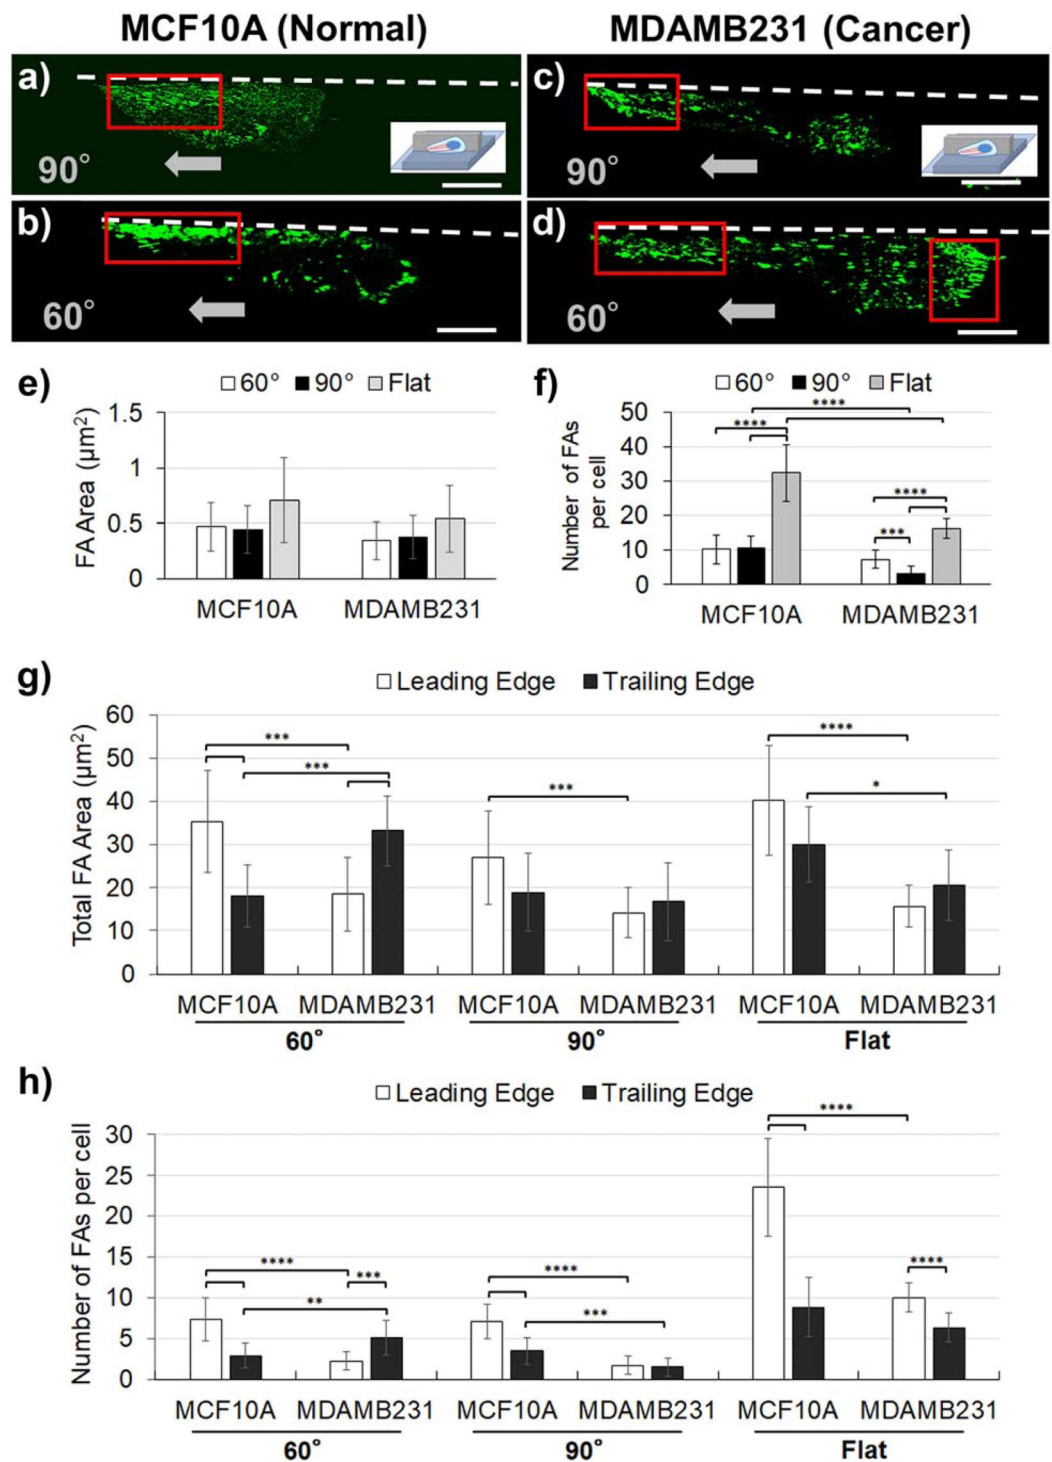 MCF10A (Normal) MDAMB231 (Cancer)
a) c)
90° 90°
b) d)
60° 60°
e) 60° 90° Flat
FA Area (µm²)
1.5
1
0.5
0
MCF10A MDAMB231
f) 60° 90° Flat
Number of FAs
per cell
50
40
30
20
10
0
**** **** **** ***
MCF10A MDAMB231
g) Leading Edge Trailing Edge
Total FA Area (µm²)
60
50
40
30
20
10
0
*** *** *** **** *
MCF10A MDAMB231 MCF10A MDAMB231 MCF10A MDAMB231
60° 90° Flat
h) Leading Edge Trailing Edge
Number of FAs per cell
30
25
20
15
10
5
0
**** *** ** **** *** **** ****
MCF10A MDAMB231 MCF10A MDAMB231 MCF10A MDAMB231
60° 90° Flat